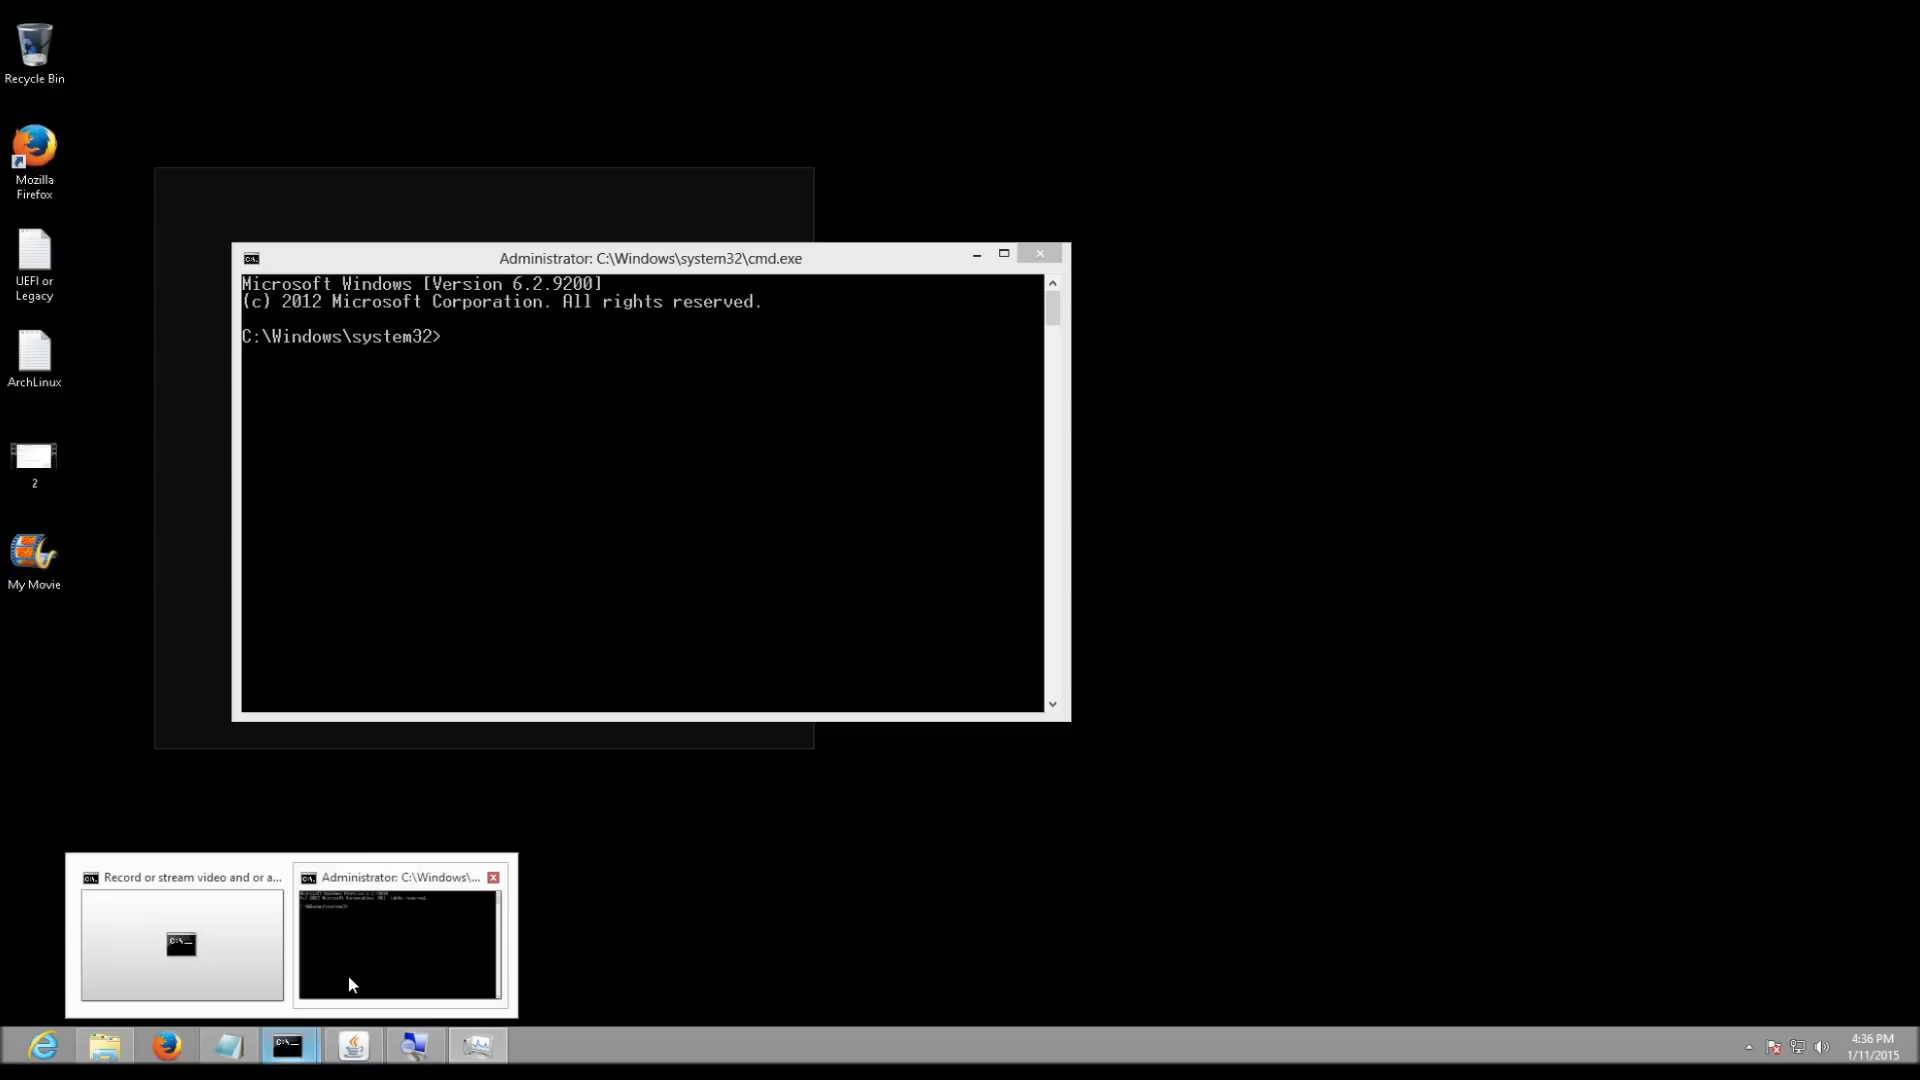 Recycle Bin
Mozilla
Firefox
UEFI or
Legacy
ArchLinux
2
My Movie
Administrator: C:\Windows\system32\cmd.exe
Microsoft Windows [Version 6.2.9200]
(c) 2012 Microsoft Corporation. All rights reserved.
C:\Windows\system32>
Record or stream video and or a...
Administrator: C:\Windows\...
4:36 PM
1/11/2015